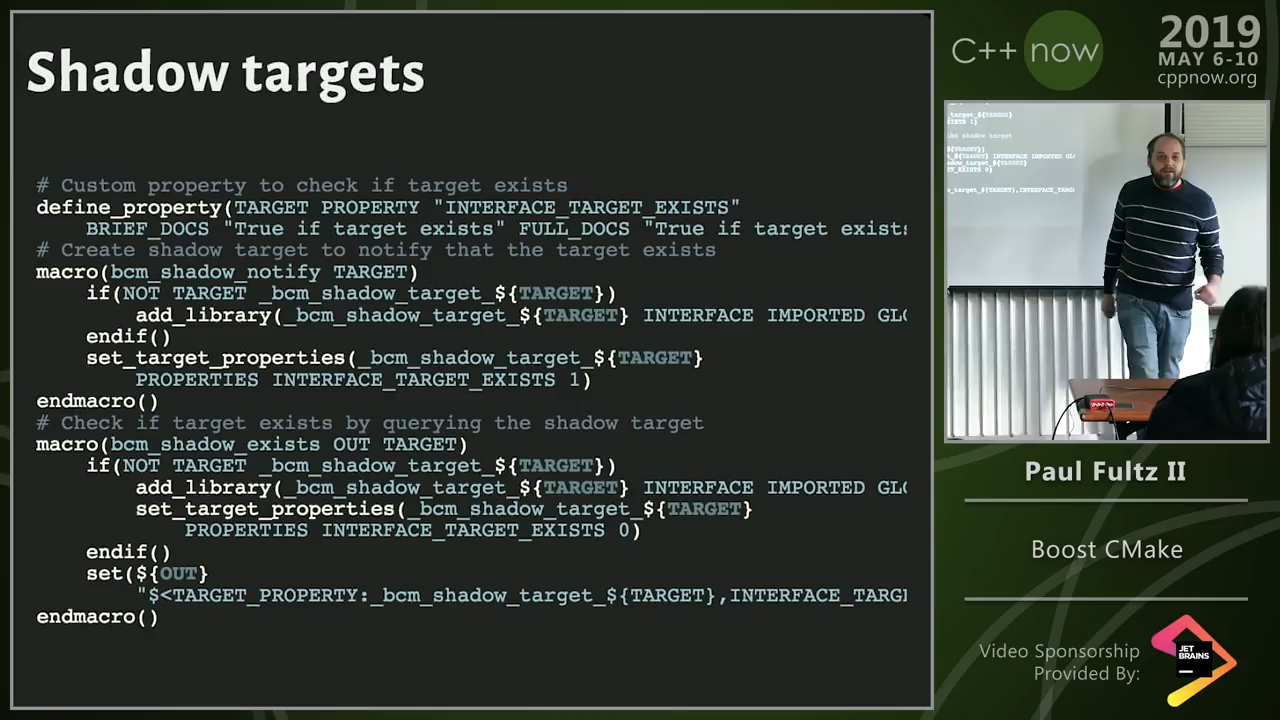 Shadow targets
# Custom property to check if target exists
define_property(TARGET PROPERTY "INTERFACE_TARGET_EXISTS"
BRIEF_DOCS "True if target exists" FULL_DOCS "True if target exists
# Create shadow target to notify that the target exists
macro(bcm_shadow_notify TARGET)
if(NOT TARGET _bcm_shadow_target_${TARGET})
add_library(_bcm_shadow_target_${TARGET} INTERFACE IMPORTED GLO
endif()
set_target_properties(_bcm_shadow_target_${TARGET}
PROPERTIES INTERFACE_TARGET_EXISTS 1)
endmacro()
# Check if target exists by querying the shadow target
macro(bcm_shadow_exists OUT TARGET)
if(NOT TARGET _bcm_shadow_target_${TARGET})
add_library(_bcm_shadow_target_${TARGET} INTERFACE IMPORTED GLO
set_target_properties(_bcm_shadow_target_${TARGET}
PROPERTIES INTERFACE_TARGET_EXISTS 0)
endif()
set(${OUT}
"$<TARGET_PROPERTY:_bcm_shadow_target_${TARGET},INTERFACE_TARG
endmacro()
C++ now
2019
MAY 6-10
cppnow.org
Paul Fultz II
Boost CMake
Video Sponsorship
Provided By:
JET
BRAINS